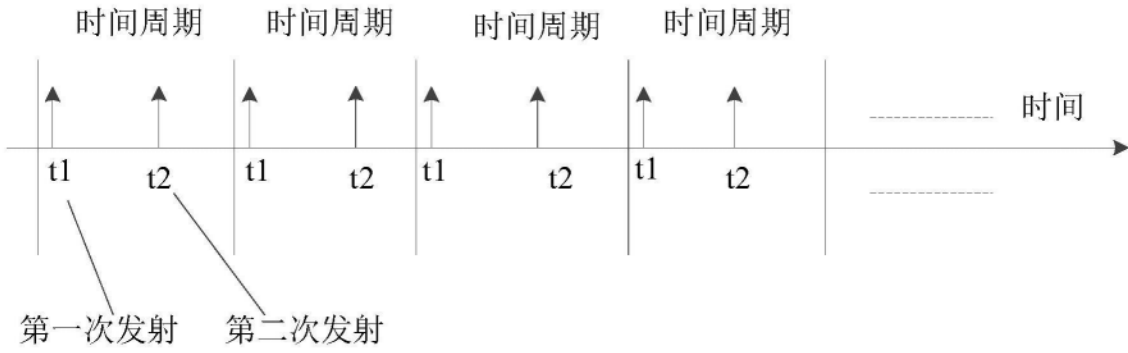 时间周期 时间周期 时间周期 时间周期
时间
t1 t2 t1 t2 t1 t2 t1 t2
第一次发射 第二次发射